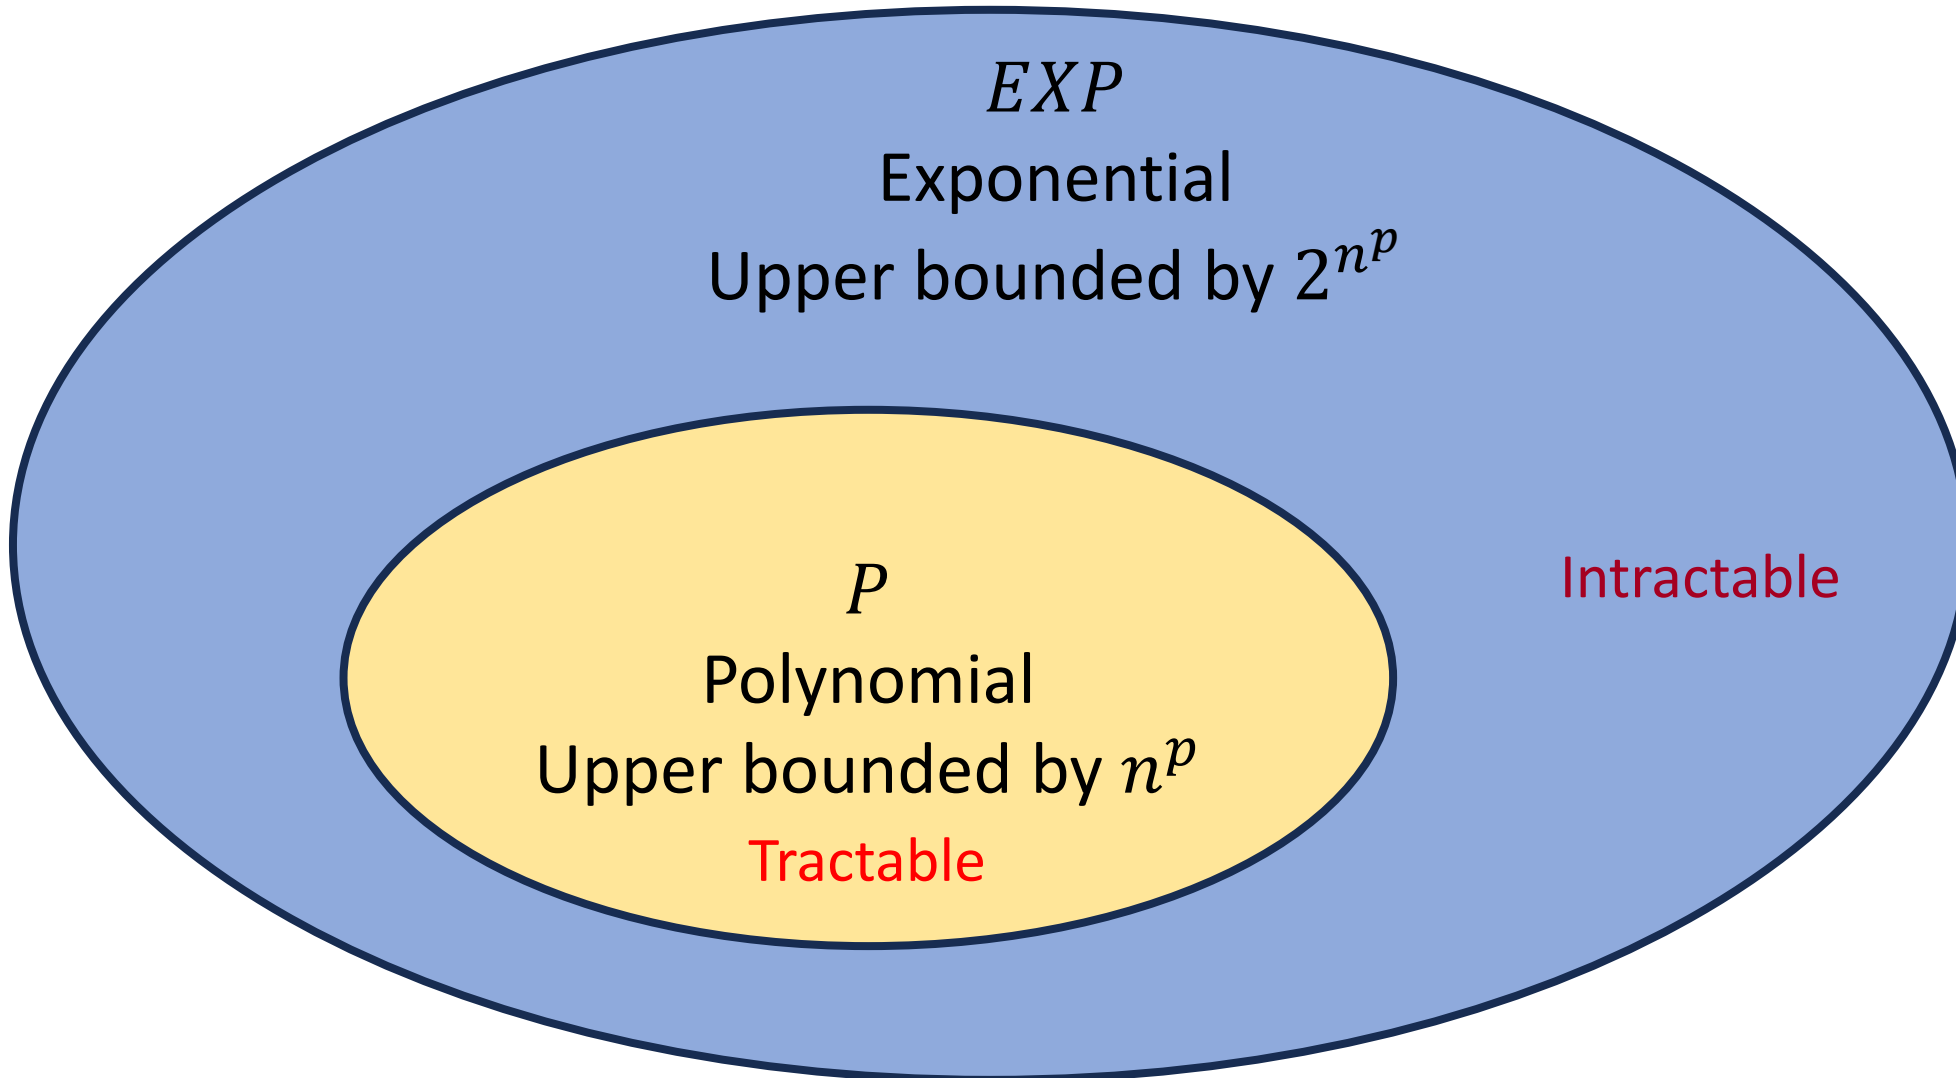 EXP
Exponential
Upper bounded by $2^{n^p}$
Intractable
P
Polynomial
Upper bounded by $n^p$
Tractable